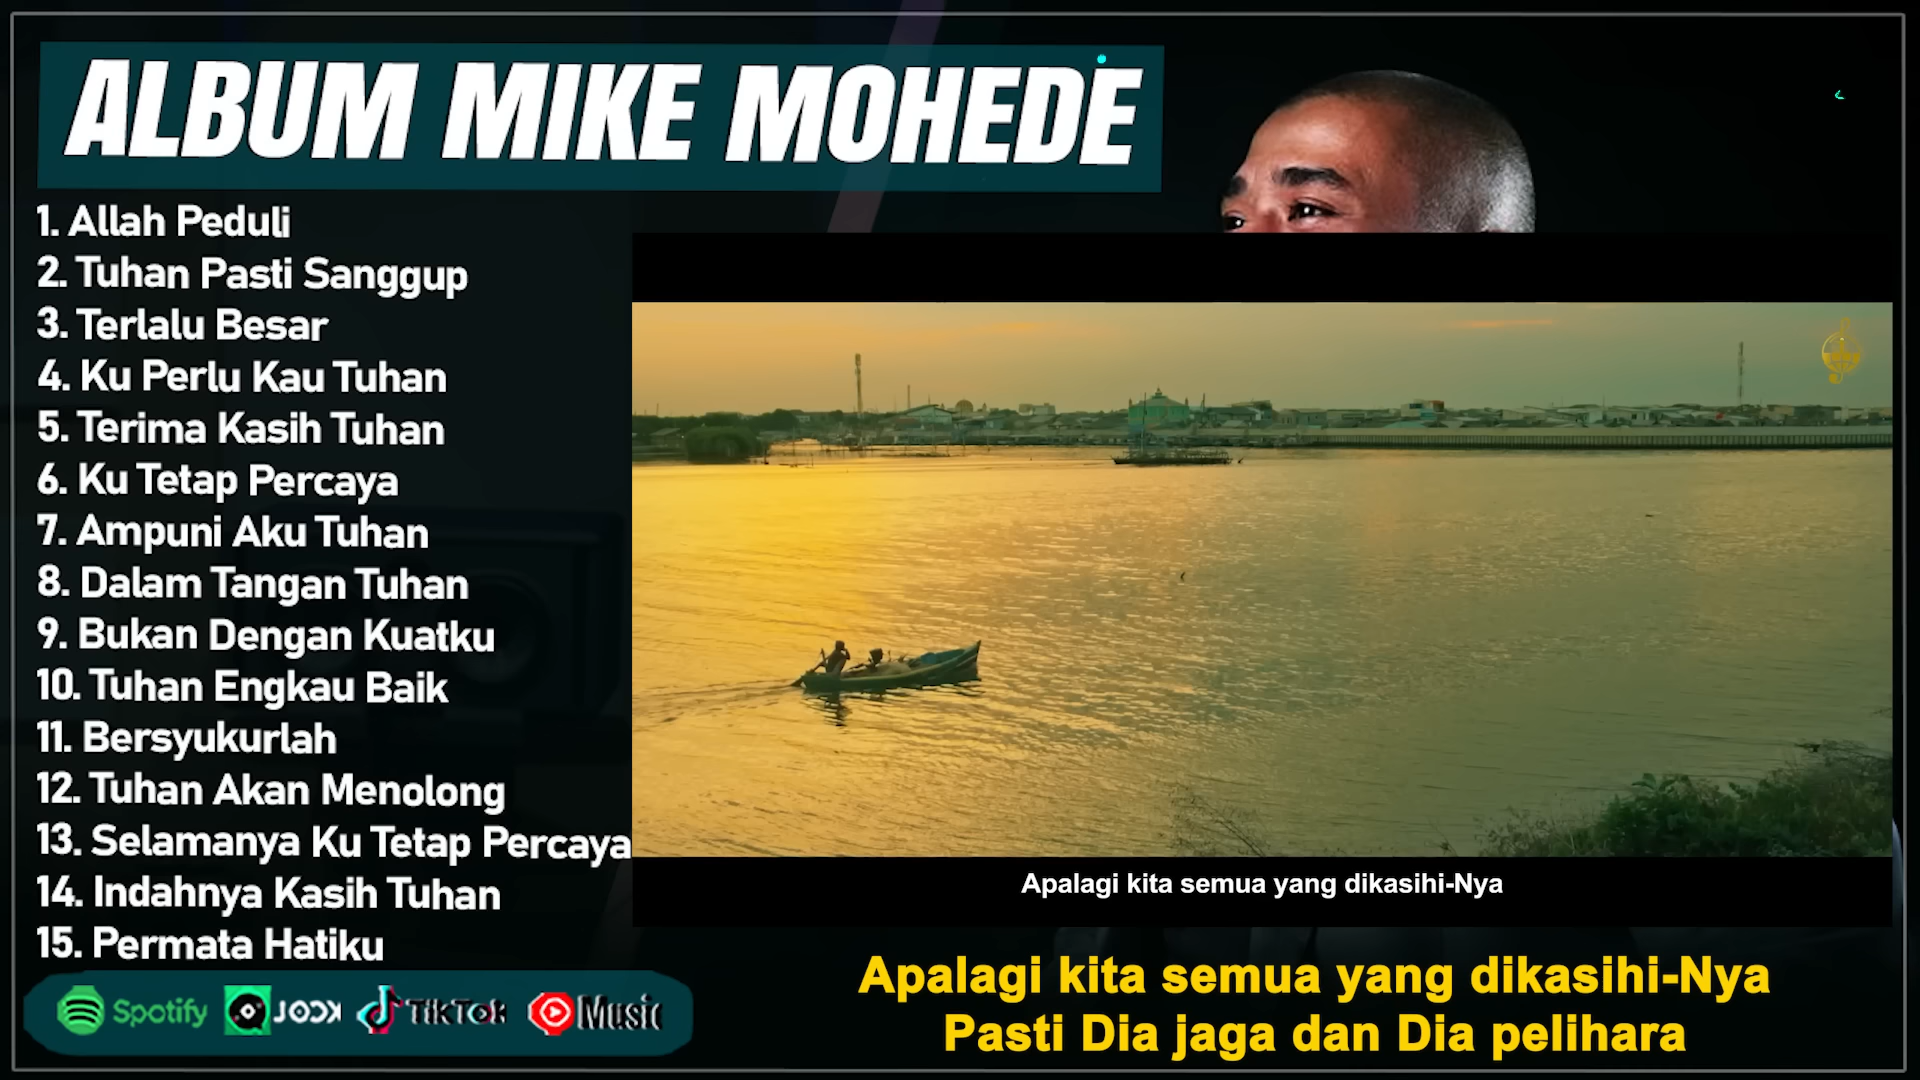 ALBUM MIKE MOHEDE
1. Allah Peduli
2. Tuhan Pasti Sanggup
3. Terlalu Besar
4. Ku Perlu Kau Tuhan
5. Terima Kasih Tuhan
6. Ku Tetap Percaya
7. Ampuni Aku Tuhan
8. Dalam Tangan Tuhan
9. Bukan Dengan Kuatku
10. Tuhan Engkau Baik
11. Bersyukurlah
12. Tuhan Akan Menolong
13. Selamanya Ku Tetap Percaya
14. Indahnya Kasih Tuhan
15. Permata Hatiku
Spotify JOOX TikTok Music
Apalagi kita semua yang dikasihi-Nya
Apalagi kita semua yang dikasihi-Nya
Pasti Dia jaga dan Dia pelihara